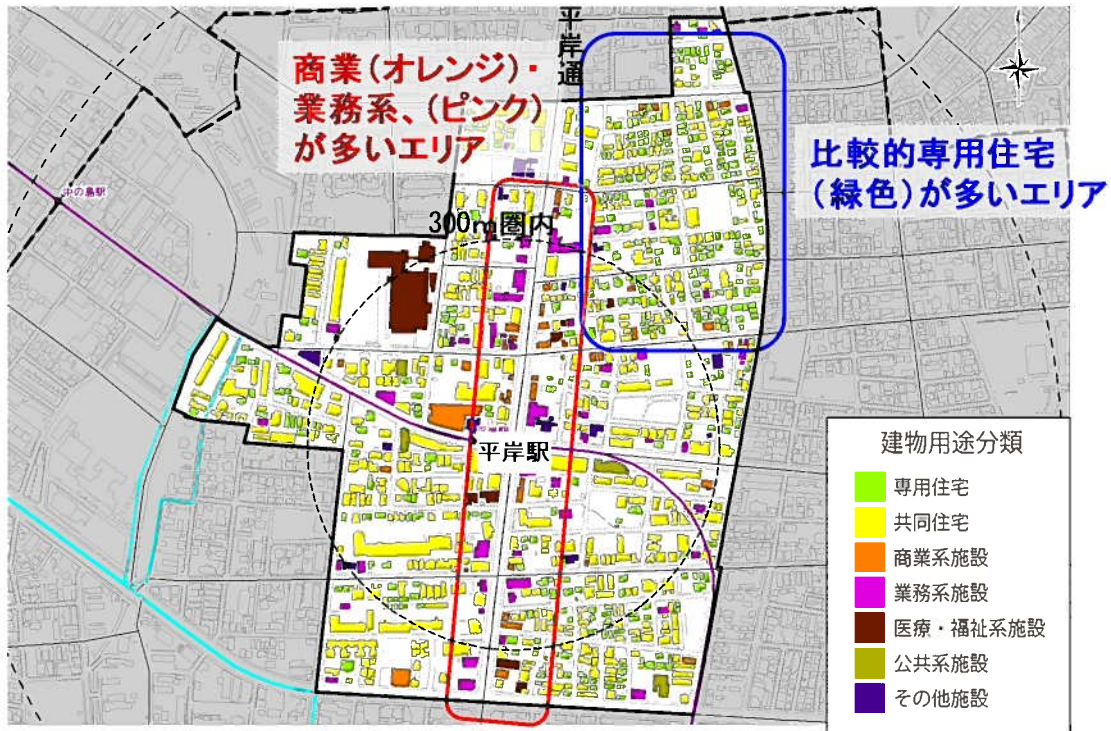 平岸通
商業(オレンジ)・
業務系、(ピンク)
が多いエリア
比較的専用住宅
(緑色)が多いエリア
中の島駅
300m圏内
平岸駅
建物用途分類
専用住宅
共同住宅
商業系施設
業務系施設
医療・福祉系施設
公共系施設
その他施設